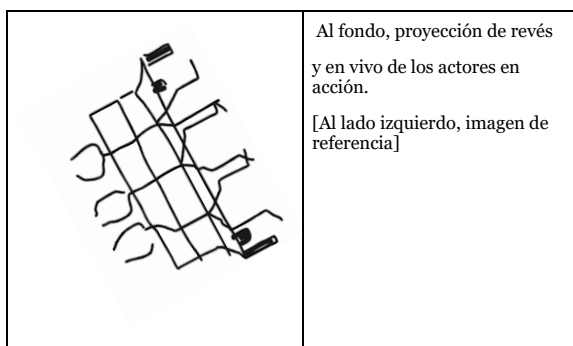 Al fondo, proyección de revés
y en vivo de los actores en
acción.
[Al lado izquierdo, imagen de
referencia]